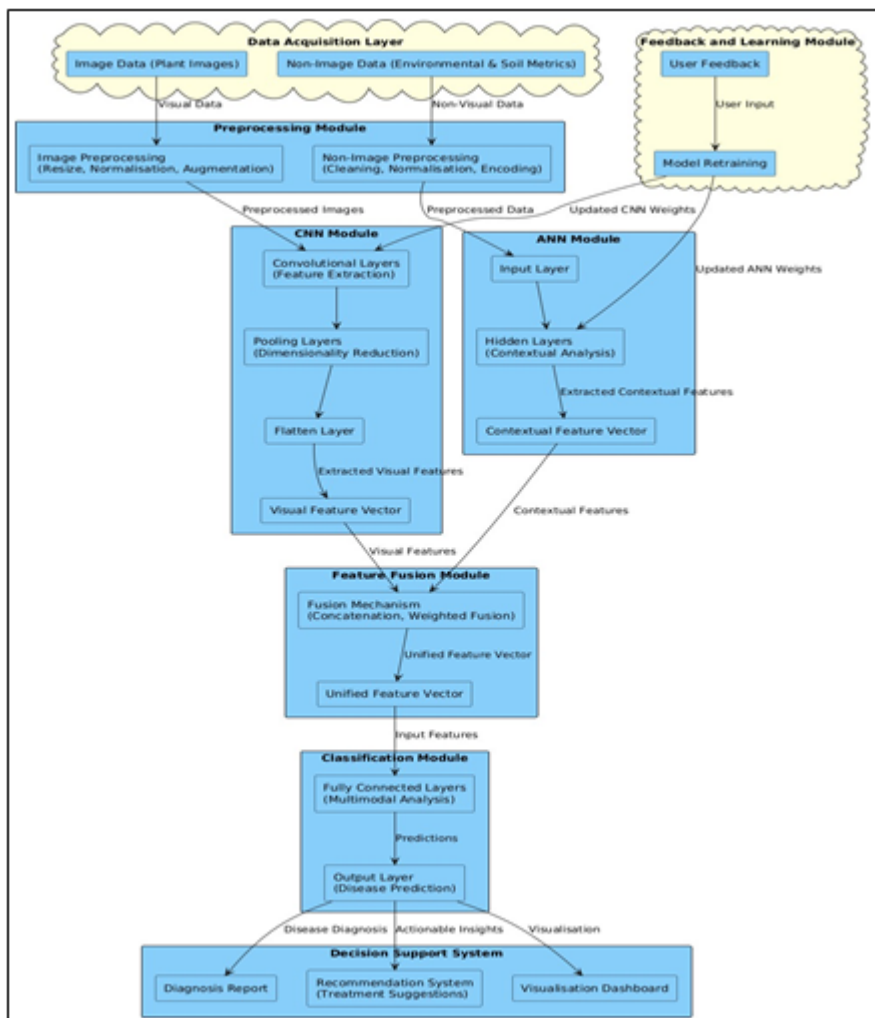 Data Acquisition Layer
Image Data (Plant Images)
Non-Image Data (Environmental & Soil Metrics)
Feedback and Learning Module
User Feedback
Visual Data
Non-Visual Data
User Input
Preprocessing Module
Image Preprocessing
(Resize, Normalisation, Augmentation)
Non-Image Preprocessing
(Cleaning, Normalisation, Encoding)
Model Retraining
Preprocessed Images
Preprocessed Data
Updated CNN Weights
CNN Module
Convolutional Layers
(Feature Extraction)
ANN Module
Input Layer
Updated ANN Weights
Pooling Layers
(Dimensionality Reduction)
Hidden Layers
(Contextual Analysis)
Extracted Contextual Features
Flatten Layer
Contextual Feature Vector
Extracted Visual Features
Visual Feature Vector
Contextual Features
Visual Features
Feature Fusion Module
Fusion Mechanism
(Concatenation, Weighted Fusion)
Unified Feature Vector
Unified Feature Vector
Input Features
Classification Module
Fully Connected Layers
(Multimodal Analysis)
Predictions
Output Layer
(Disease Prediction)
Disease Diagnosis
Actionable Insights
Visualisation
Decision Support System
Diagnosis Report
Recommendation System
(Treatment Suggestions)
Visualisation Dashboard